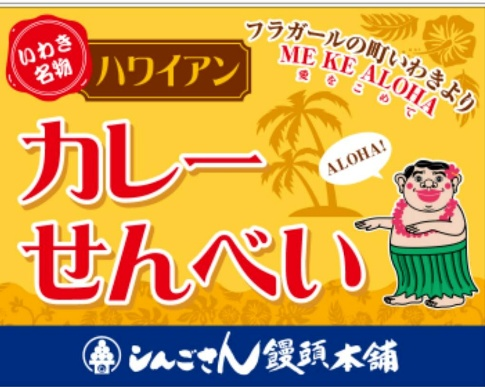 いわき
名物
ハワイアン
フラガールの町いわきより
ME KE ALOHA
愛をこめて
カレー
せんべい
ALOHA!
しんごさん饅頭本舗